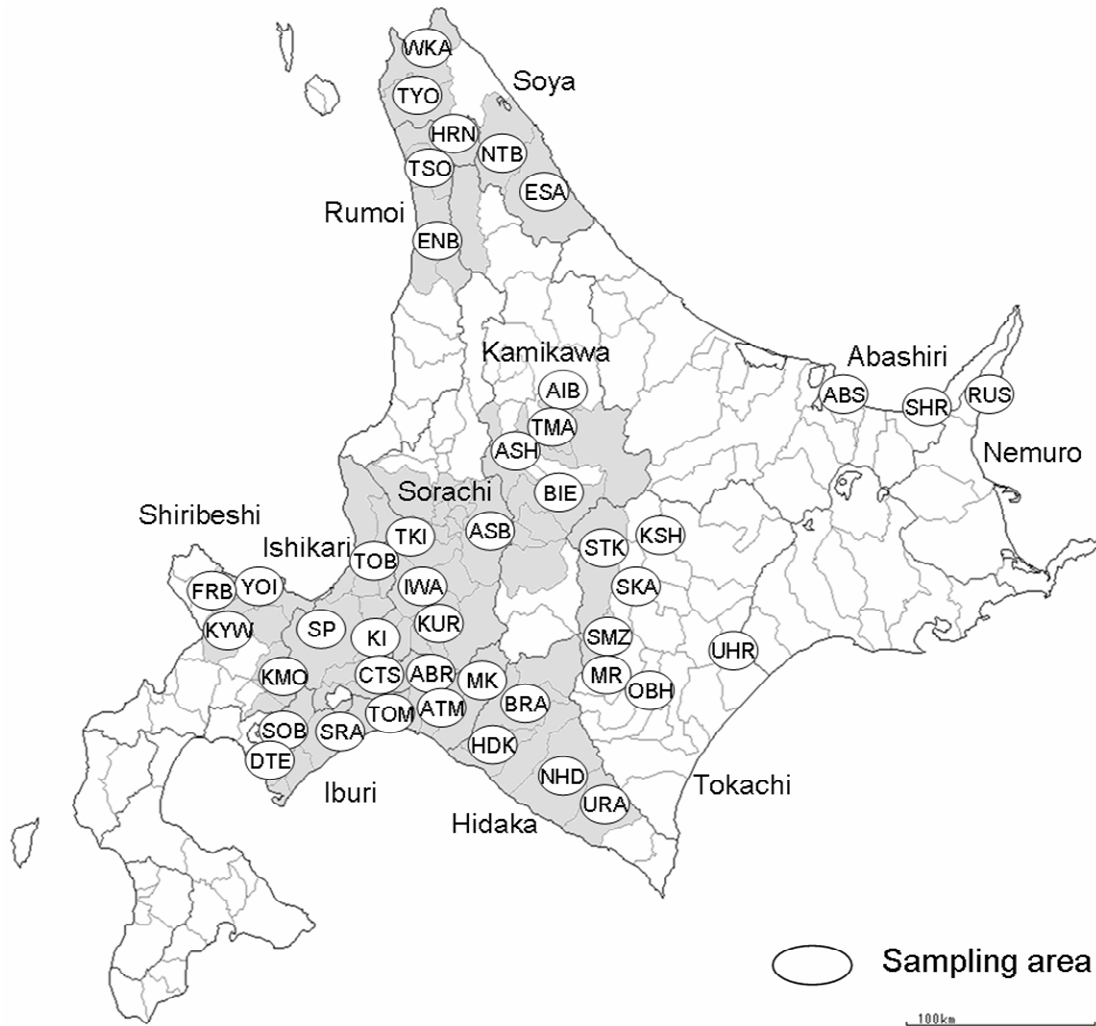 WKA
Soya
TYO
HRN
NTB
TSO
ESA
Rumoi
ENB
Kamikawa
Abashiri
AIB
ABS
SHR
RUS
TMA
ASH
Nemuro
BIE
Sorachi
Shiribeshi
Ishikari
TKI
ASB
STK
KSH
TOB
FRB
YOI
IWA
SKA
KYW
SP
KI
KUR
SMZ
UHR
KMO
CTS
ABR
MK
MR
OBH
BRA
TOM
ATM
SOB
SRA
HDK
DTE
NHD
Tokachi
Iburi
URA
Hidaka
Sampling area
100km